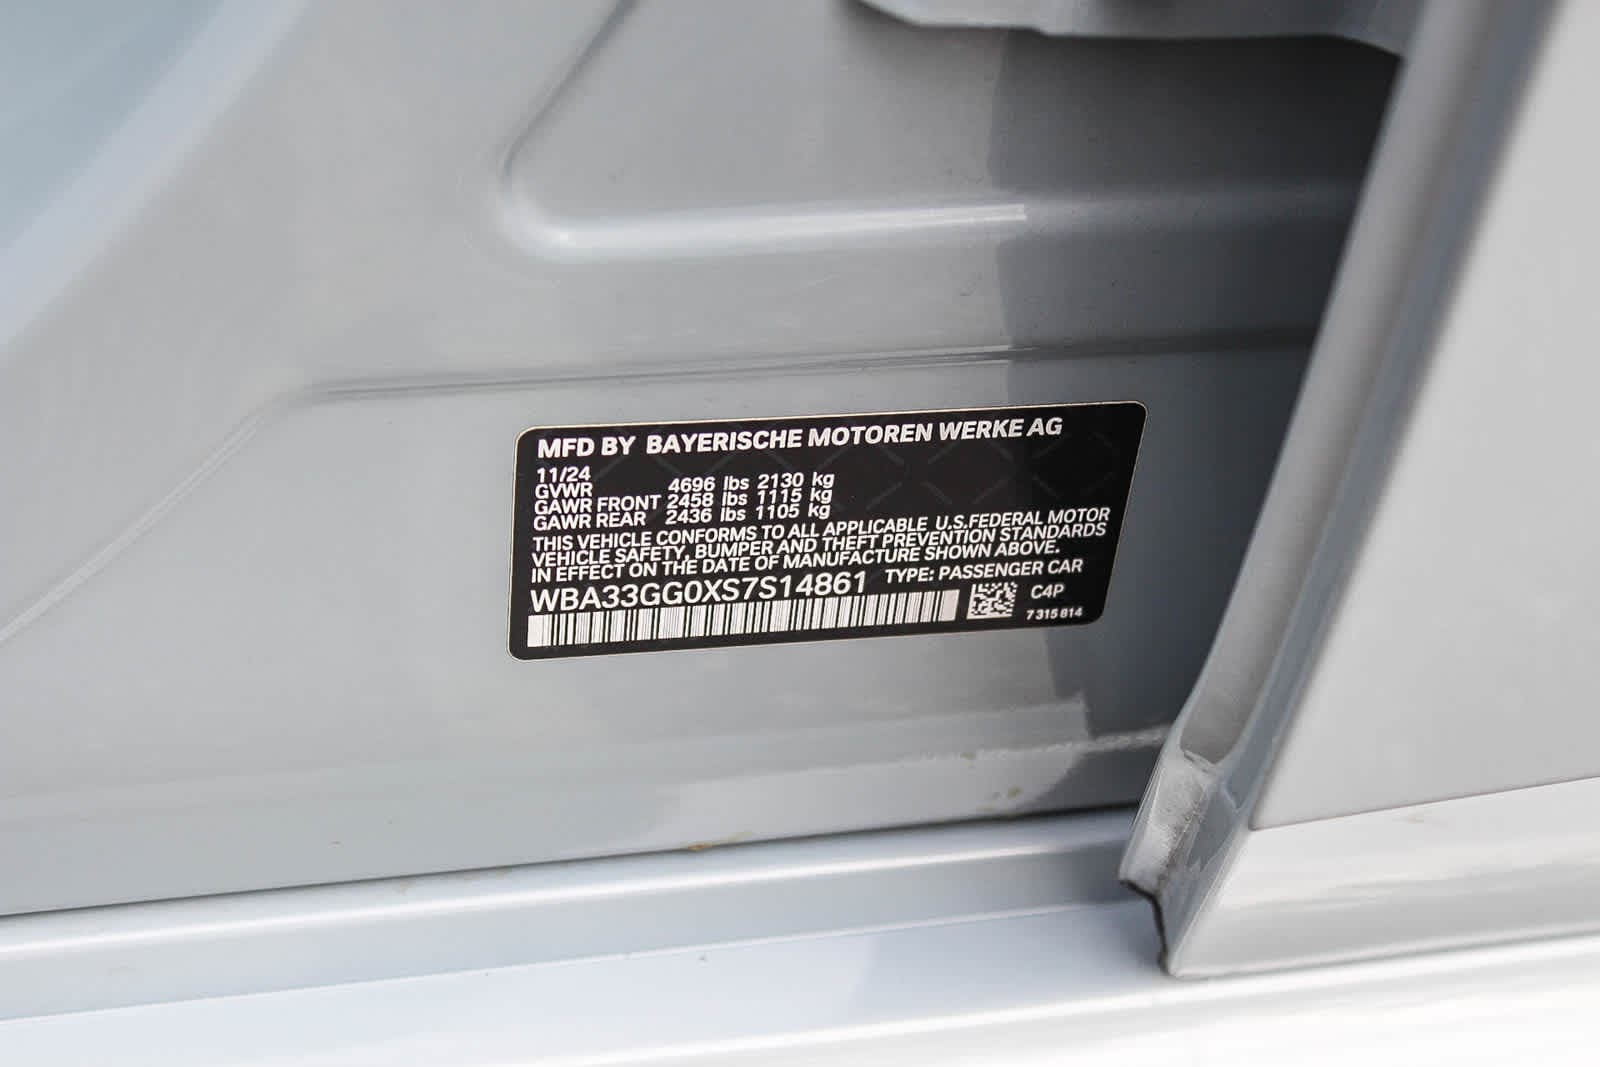 MFD BY BAYERISCHE MOTOREN WERKE AG
11/24
GVWR 4696 lbs 2130 kg
GAWR FRONT 2458 lbs 1115 kg
GAWR REAR 2436 lbs 1105 kg
THIS VEHICLE CONFORMS TO ALL APPLICABLE U.S.FEDERAL MOTOR
VEHICLE SAFETY, BUMPER AND THEFT PREVENTION STANDARDS
IN EFFECT ON THE DATE OF MANUFACTURE SHOWN ABOVE.
WBA33GG0XS7S14861 TYPE: PASSENGER CAR
C4P
7 315 814